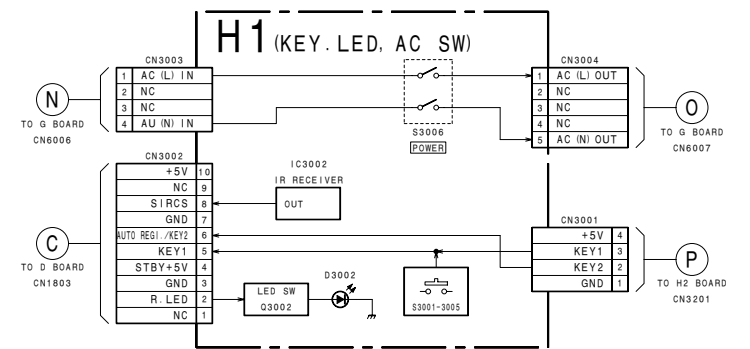 H1 (KEY. LED, AC SW)
CN3003
1 AC (L) IN
2 NC
3 NC
4 AU (N) IN
N
TO G BOARD
CN6006
S3006
POWER
CN3004
1 AC (L) OUT
2 NC
3 NC
4 NC
5 AC (N) OUT
O
TO G BOARD
CN6007
CN3002
+5V 10
NC 9
SIRCS 8
GND 7
AUTO REGI./KEY2 6
KEY1 5
STBY+5V 4
GND 3
R. LED 2
NC 1
C
TO D BOARD
CN1803
IC3002
IR RECEIVER
OUT
LED SW
Q3002
D3002
S3001-3005
CN3001
+5V 4
KEY1 3
KEY2 2
GND 1
P
TO H2 BOARD
CN3201